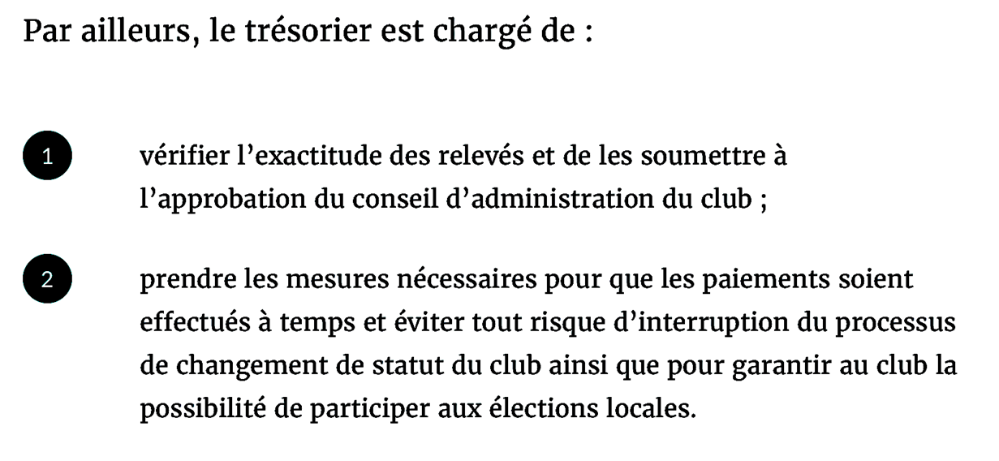 Par ailleurs, le trésorier est chargé de :
1
vérifier l’exactitude des relevés et de les soumettre à
l’approbation du conseil d’administration du club ;
2
prendre les mesures nécessaires pour que les paiements soient
effectués à temps et éviter tout risque d’interruption du processus
de changement de statut du club ainsi que pour garantir au club la
possibilité de participer aux élections locales.